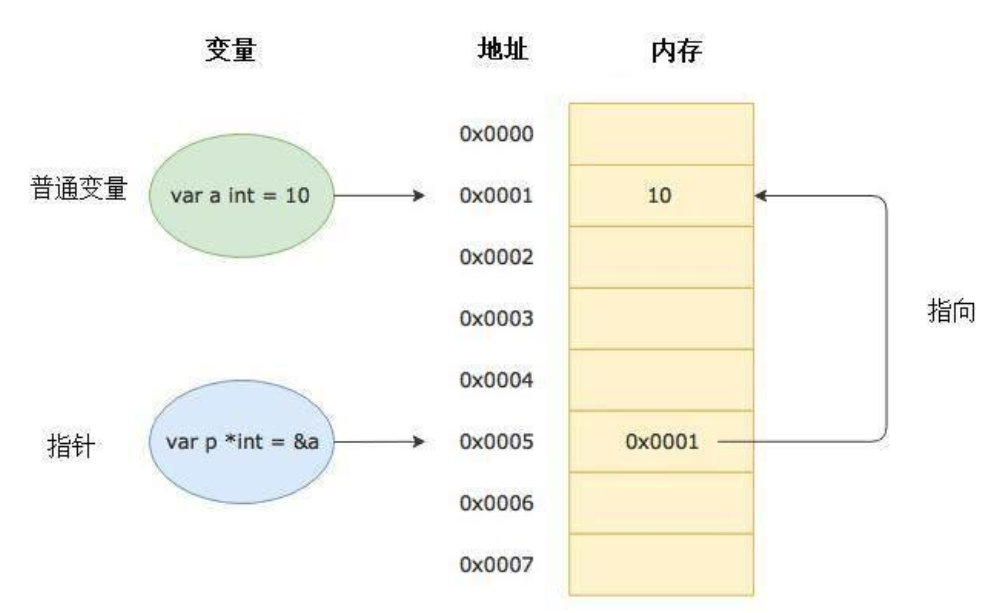 变量 地址 内存
0x0000
普通变量 var a int = 10 0x0001 10
0x0002
0x0003
指向
0x0004
指针 var p *int = &a 0x0005 0x0001
0x0006
0x0007